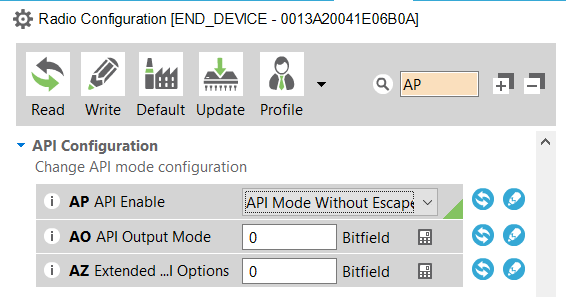 Radio Configuration [END_DEVICE - 0013A20041E06B0A]
Read Write Default Update Profile AP
API Configuration
Change API mode configuration
i AP API Enable API Mode Without Escape
i AO API Output Mode 0 Bitfield
i AZ Extended ...I Options 0 Bitfield